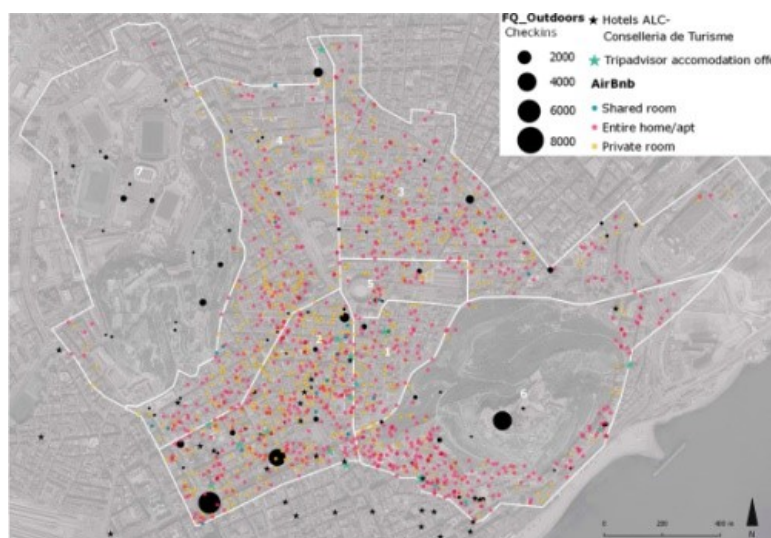 FQ_Outdoors
Checkins
2000
4000
6000
8000
★ Hotels ALC-
Conselleria de Turisme
★ Tripadvisor accomodation offe
AirBnb
Shared room
Entire home/apt
Private room
7
4
3
5
2
1
6
0
200
400 m
N